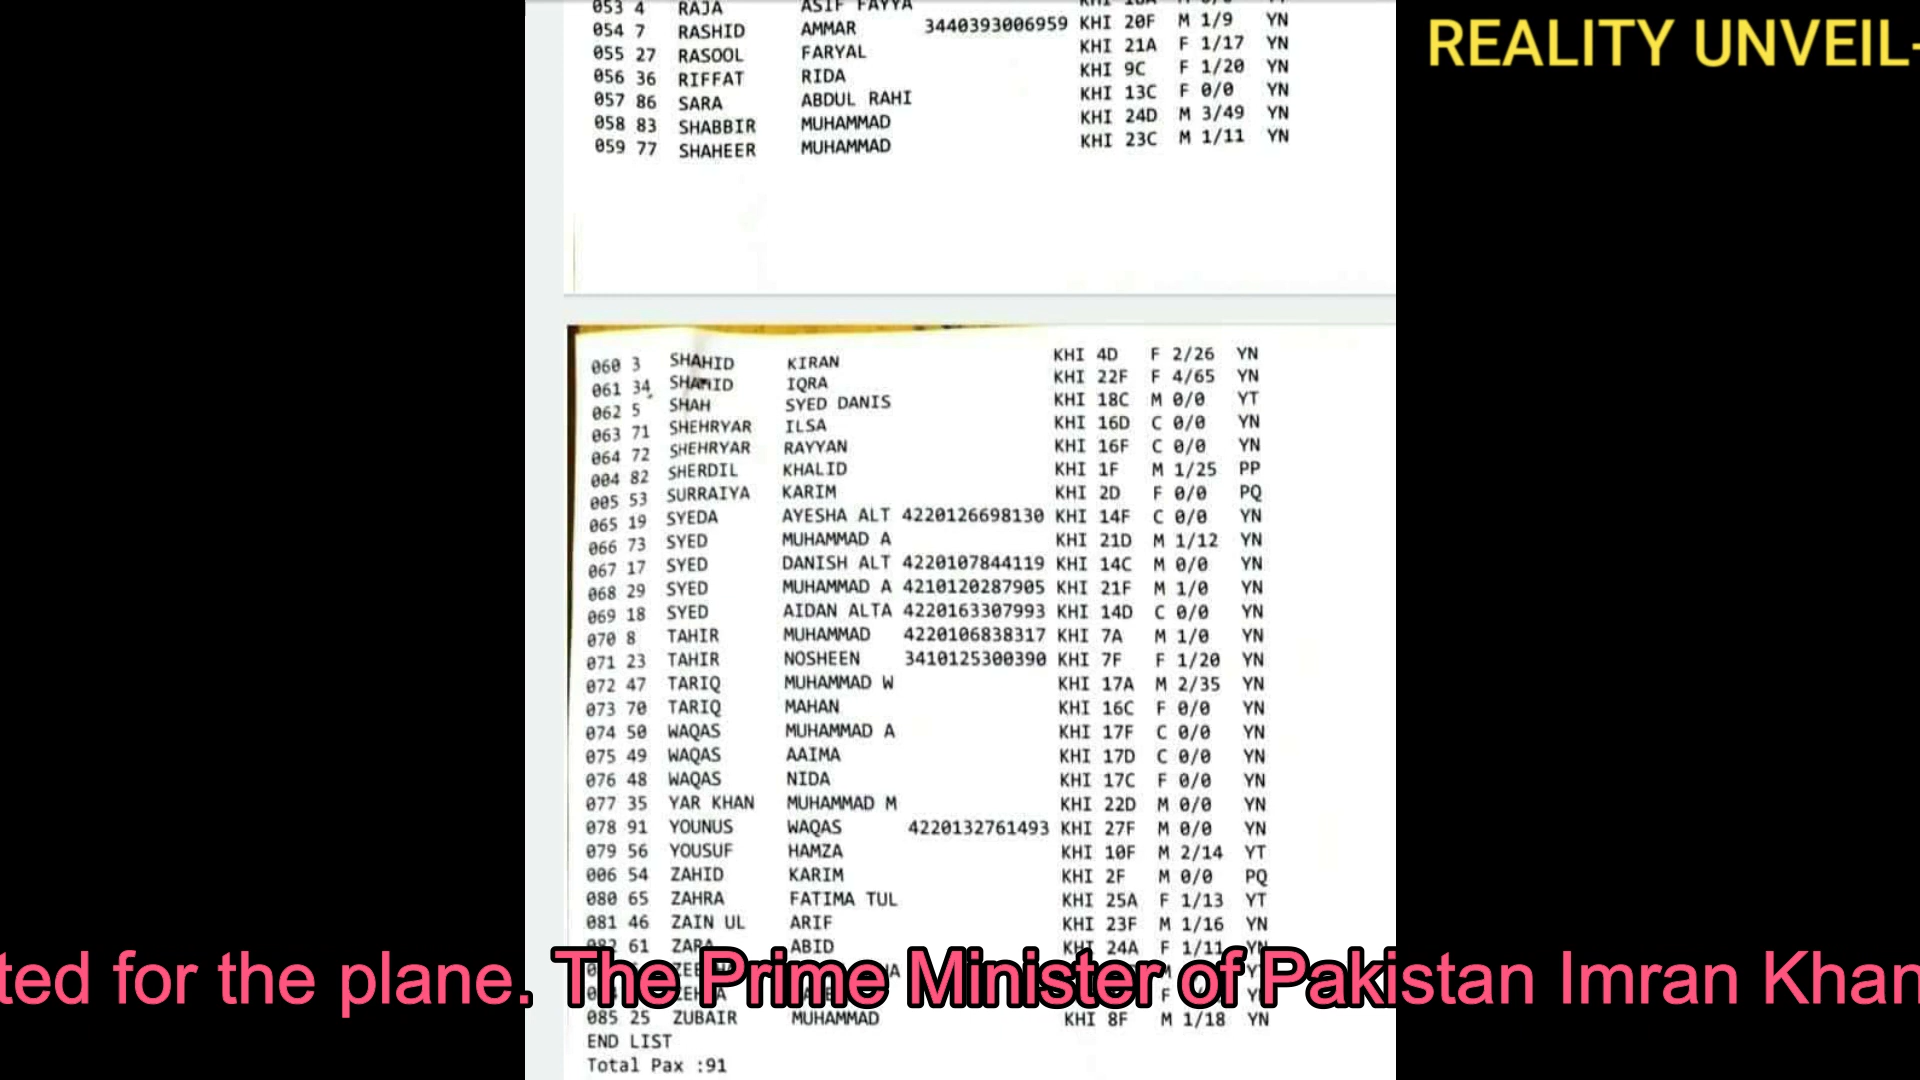 REALITY UNVEIL-
053 4 RAJA ASIF FAYYA
054 7 RASHID AMMAR 3440393006959 KHI 20F M 1/9 YN
055 27 RASOOL FARYAL KHI 21A F 1/17 YN
056 36 RIFFAT RIDA KHI 9C F 1/20 YN
057 86 SARA ABDUL RAHI KHI 13C F 0/0 YN
058 83 SHABBIR MUHAMMAD KHI 24D M 3/49 YN
059 77 SHAHEER MUHAMMAD KHI 23C M 1/11 YN
060 3 SHAHID KIRAN KHI 4D F 2/26 YN
061 34 SHAHID IQRA KHI 22F F 4/65 YN
062 5 SHAH SYED DANIS KHI 18C M 0/0 YT
063 71 SHEHRYAR ILSA KHI 16D C 0/0 YN
064 72 SHEHRYAR RAYYAN KHI 16F C 0/0 YN
004 82 SHERDIL KHALID KHI 1F M 1/25 PP
005 53 SURRAIYA KARIM KHI 2D F 0/0 PQ
065 19 SYEDA AYESHA ALT 4220126698130 KHI 14F C 0/0 YN
066 73 SYED MUHAMMAD A KHI 21D M 1/12 YN
067 17 SYED DANISH ALT 4220107844119 KHI 14C M 0/0 YN
068 29 SYED MUHAMMAD A 4210120287905 KHI 21F M 1/0 YN
069 18 SYED AIDAN ALTA 4220163307993 KHI 14D C 0/0 YN
070 8 TAHIR MUHAMMAD 4220106838317 KHI 7A M 1/0 YN
071 23 TAHIR NOSHEEN 3410125300390 KHI 7F F 1/20 YN
072 47 TARIQ MUHAMMAD W KHI 17A M 2/35 YN
073 70 TARIQ MAHAN KHI 16C F 0/0 YN
074 50 WAQAS MUHAMMAD A KHI 17F C 0/0 YN
075 49 WAQAS AAIMA KHI 17D C 0/0 YN
076 48 WAQAS NIDA KHI 17C F 0/0 YN
077 35 YAR KHAN MUHAMMAD M KHI 22D M 0/0 YN
078 91 YOUNUS WAQAS 4220132761493 KHI 27F M 0/0 YN
079 56 YOUSUF HAMZA KHI 10F M 2/14 YT
006 54 ZAHID KARIM KHI 2F M 0/0 PQ
080 65 ZAHRA FATIMA TUL KHI 25A F 1/13 YT
081 46 ZAIN UL ARIF KHI 23F M 1/16 YN
082 61 ZARA ABID KHI 24A F 1/11 YN
ted for the plane. The Prime Minister of Pakistan Imran Khan
085 25 ZUBAIR MUHAMMAD KHI 8F M 1/18 YN
END LIST
Total Pax :91